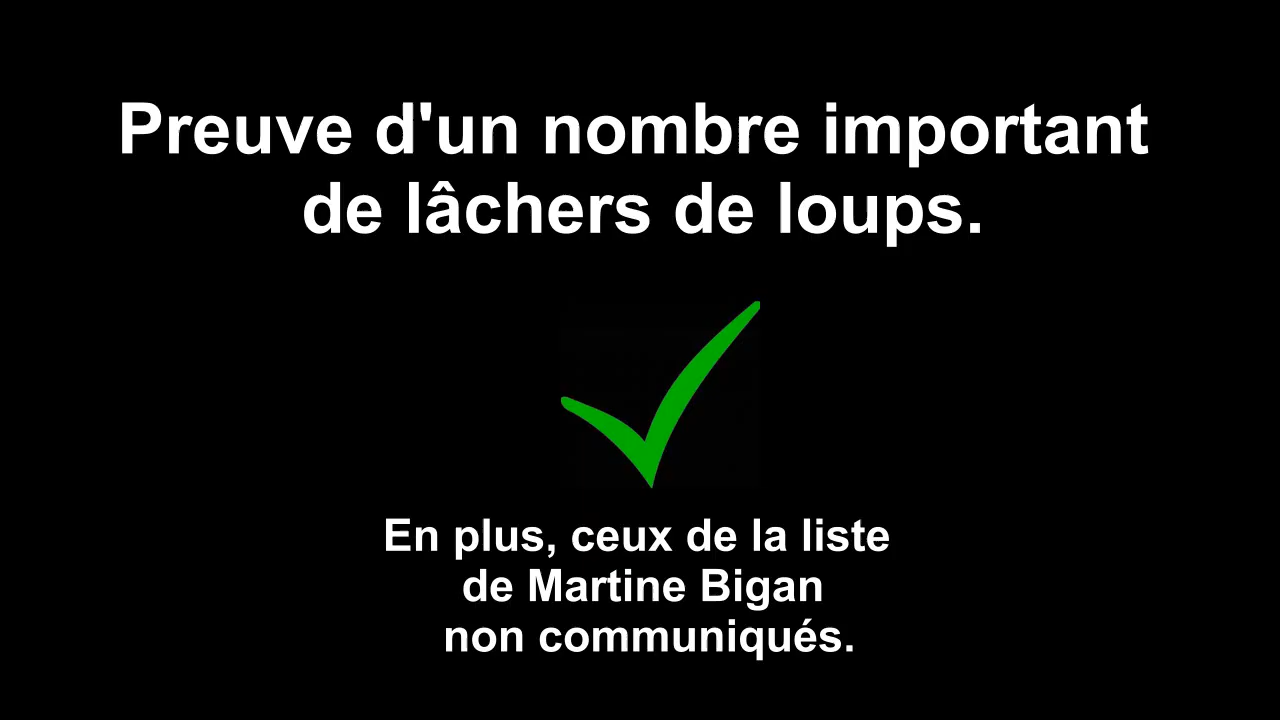 Preuve d'un nombre important
de lâchers de loups.
En plus, ceux de la liste
de Martine Bigan
non communiqués.